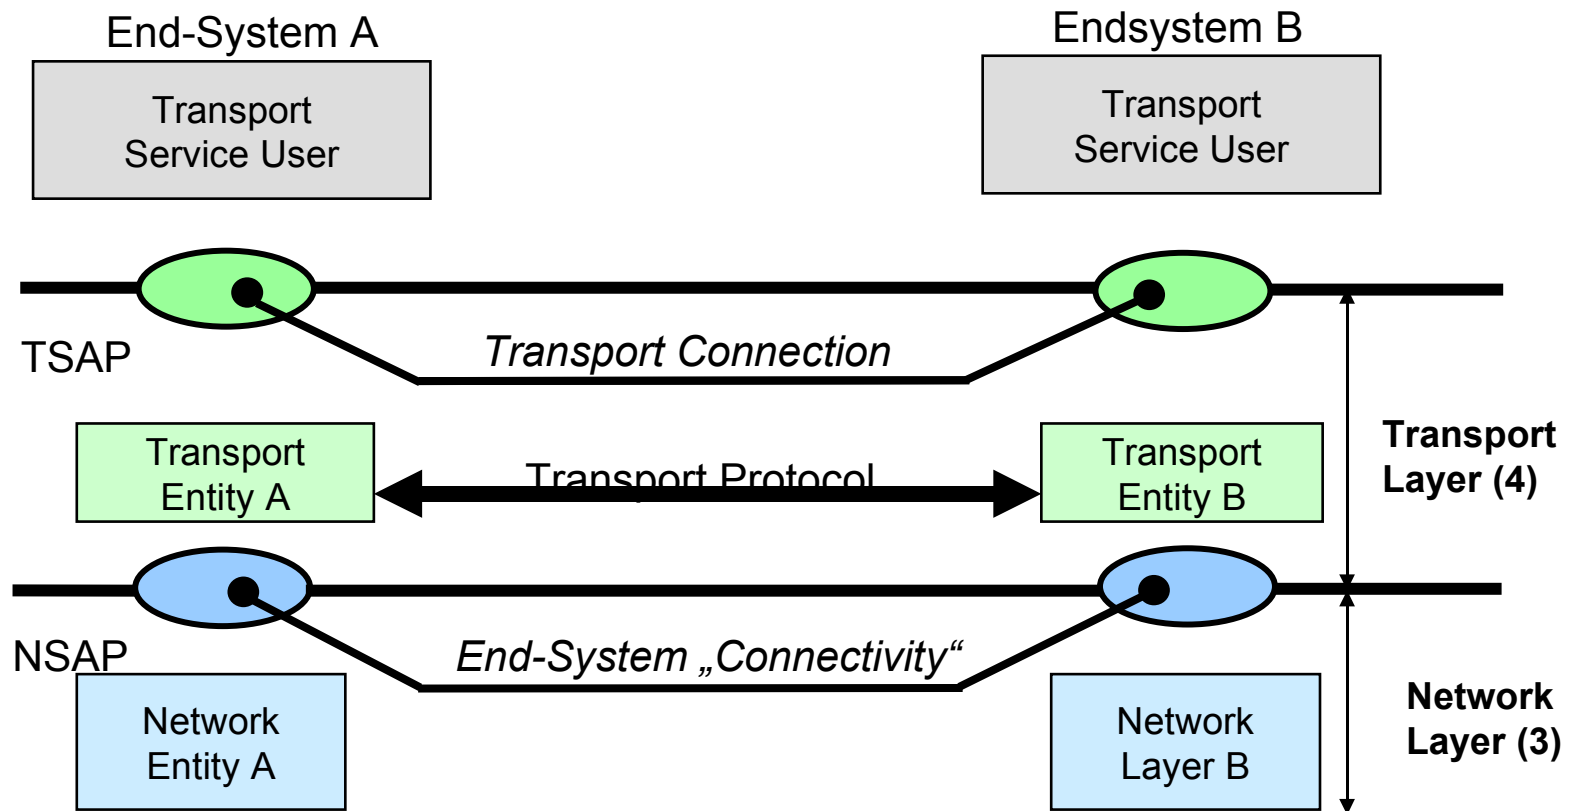 End-System A
Endsystem B
Transport
Service User
Transport
Service User
TSAP
Transport Connection
Transport
Entity A
Transport Protocol
Transport
Entity B
Transport
Layer (4)
NSAP
End-System „Connectivity“
Network
Entity A
Network
Layer B
Network
Layer (3)